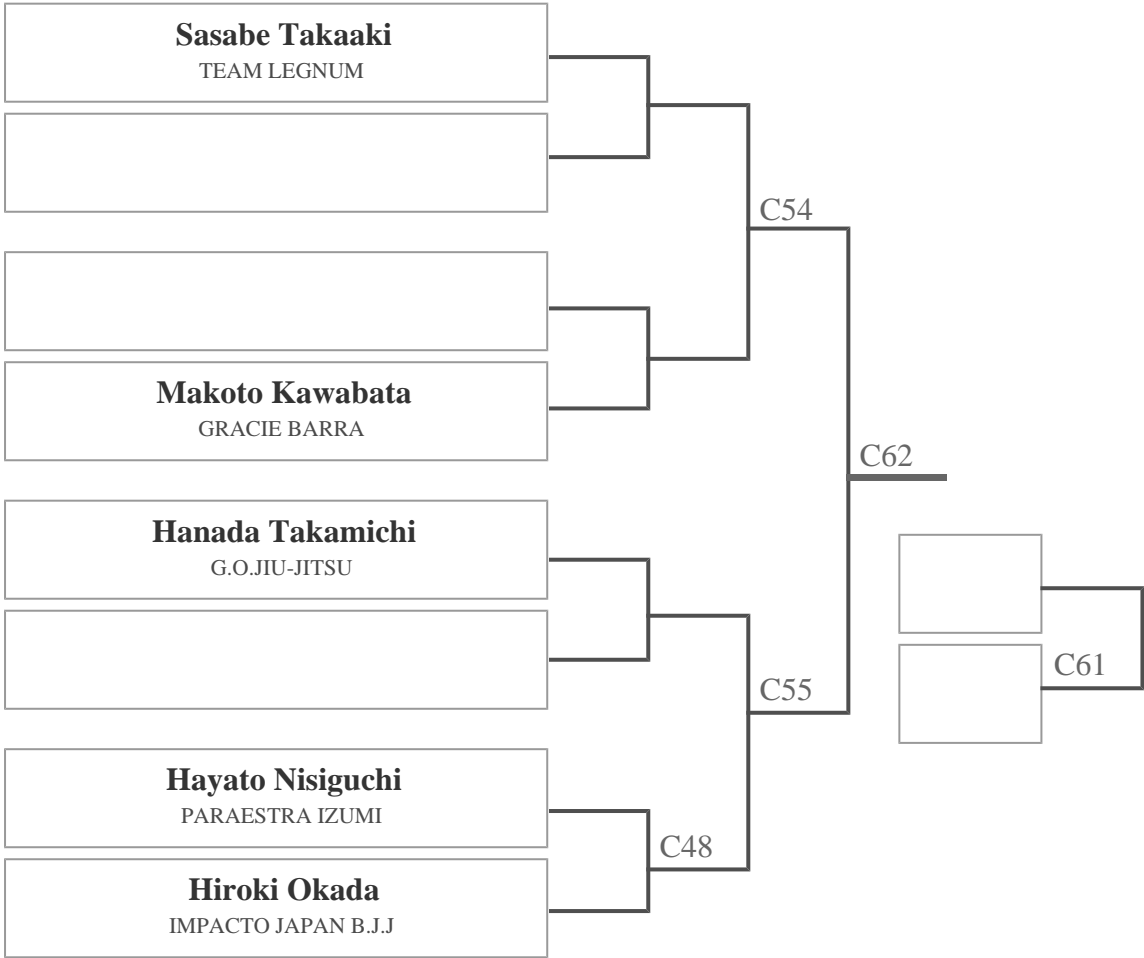 Sasabe Takaaki
TEAM LEGNUM
C54
Makoto Kawabata
GRACIE BARRA
C62
Hanada Takamichi
G.O.JIU-JITSU
C61
C55
Hayato Nisiguchi
PARAESTRA IZUMI
C48
Hiroki Okada
IMPACTO JAPAN B.J.J